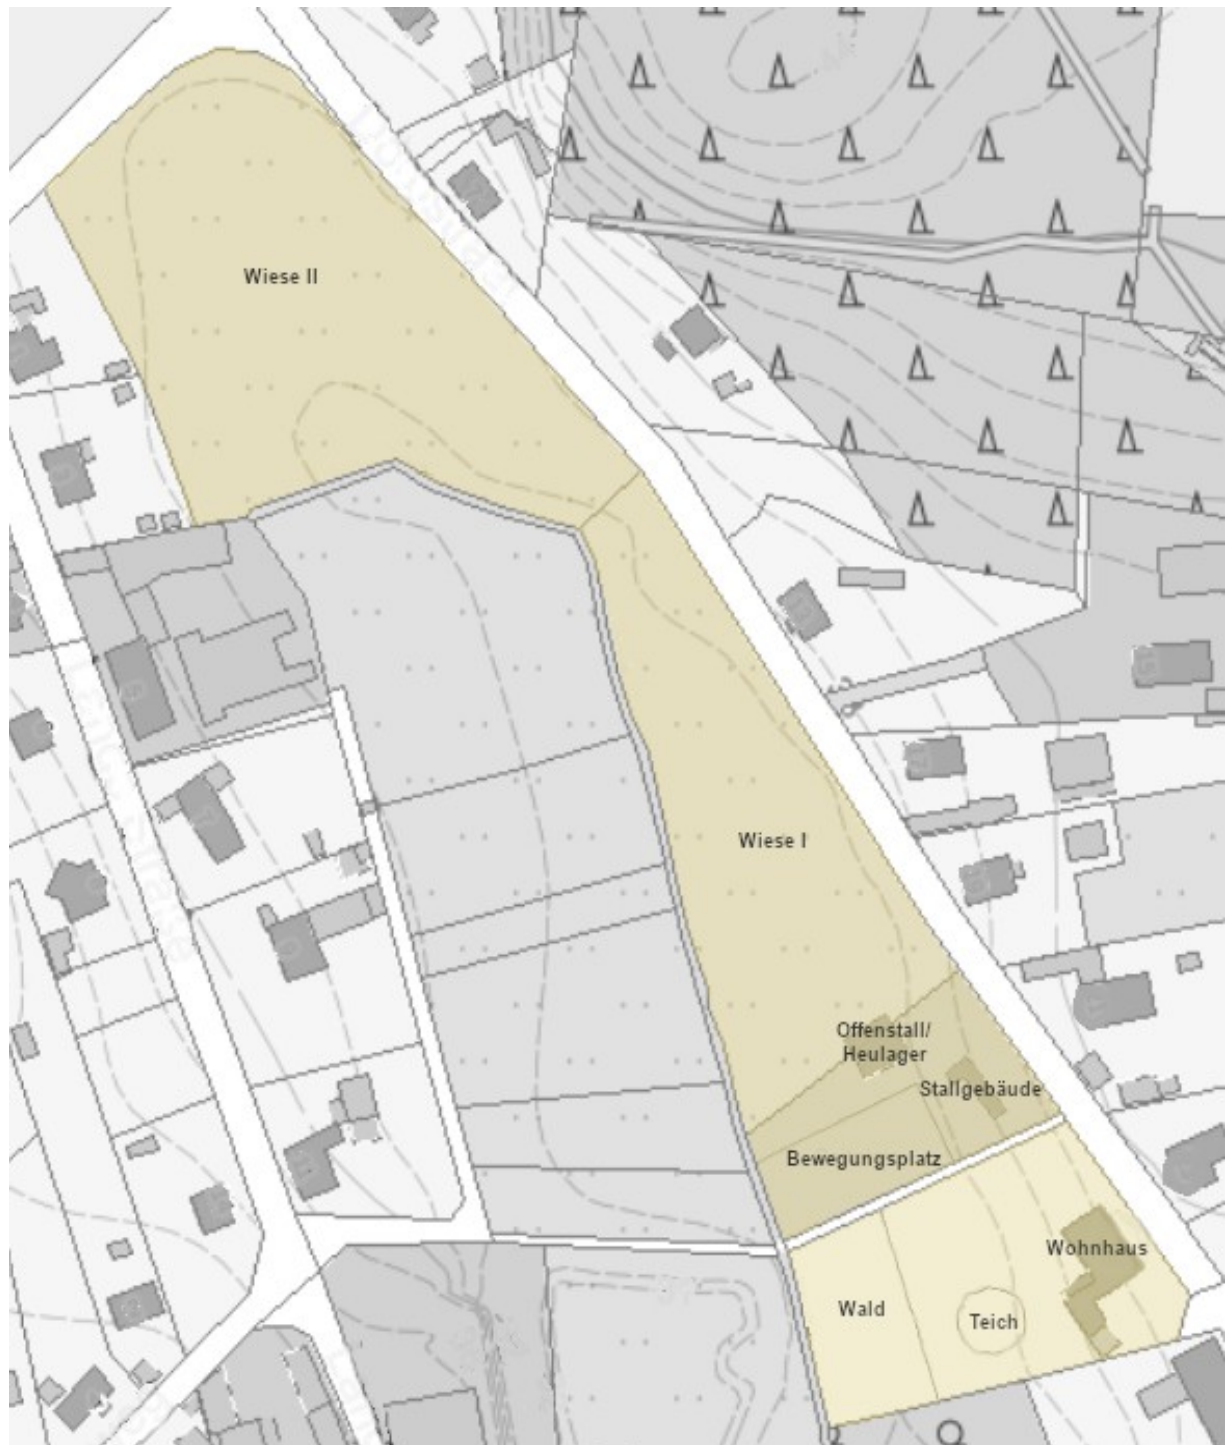 Wiese II
Wiese I
Offenstall/
Heulager
Stallgebäude
Bewegungsplatz
Wohnhaus
Wald
Teich